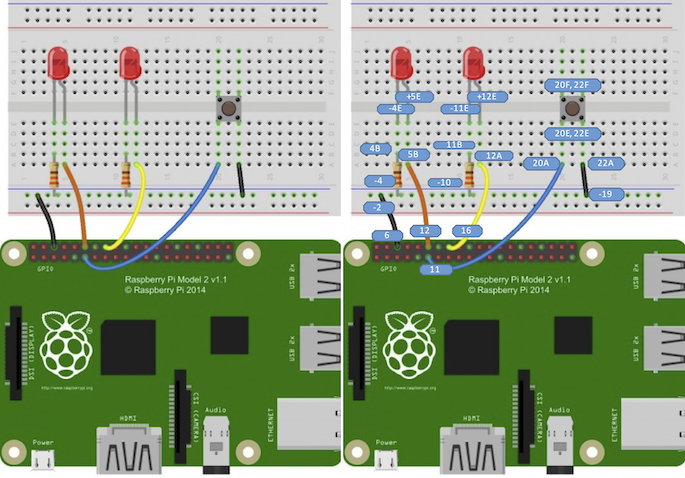 GPIO
Raspberry Pi Model 2 v1.1
© Raspberry Pi 2014
DSI (DISPLAY)
http://www.raspberrypi.org
Power
HDMI
CSI (CAMERA)
Audio
ETHERNET
USB 2x
USB 2x
+5E
-4E
+12E
-11E
20F, 22F
20E, 22E
4B
5B
11B
12A
20A
22A
-4
-10
-19
-2
6
12
16
11
GPIO
Raspberry Pi Model 2 v1.1
© Raspberry Pi 2014
DSI (DISPLAY)
http://www.raspberrypi.org
Power
HDMI
CSI (CAMERA)
Audio
ETHERNET
USB 2x
USB 2x